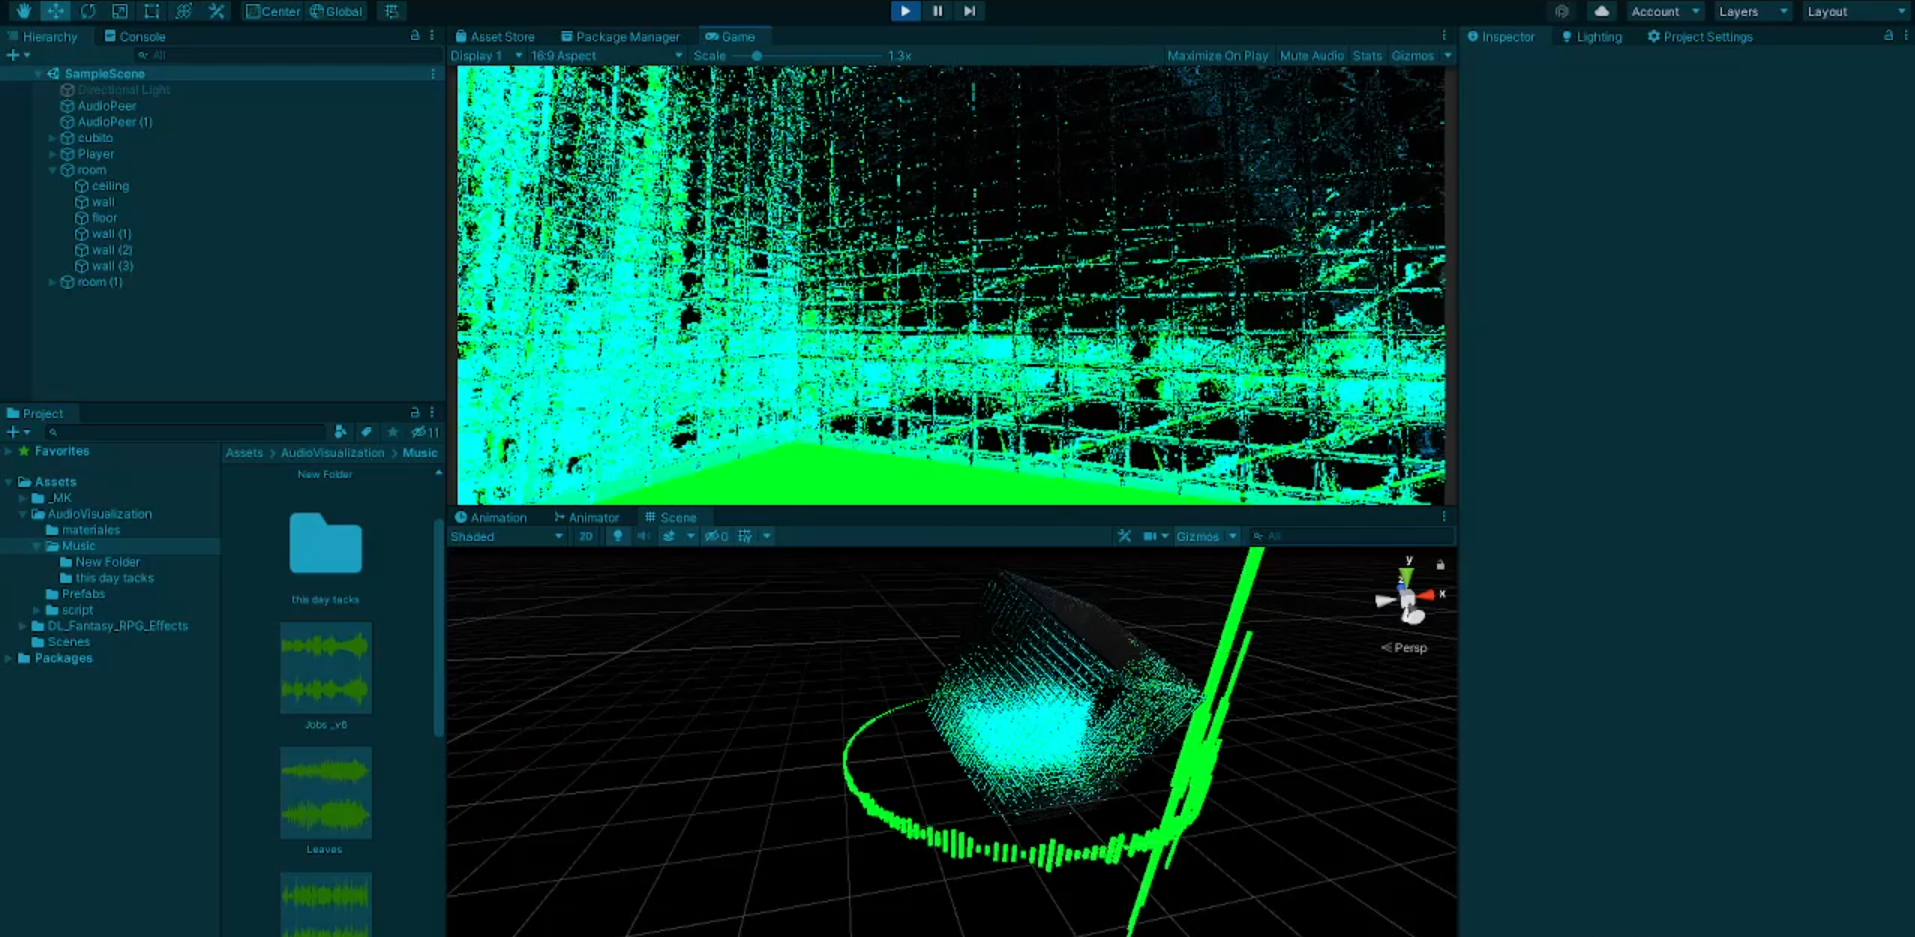 Center Global Account Layers Layout
Hierarchy Console
All
SampleScene
Directional Light
AudioPeer
AudioPeer (1)
cubito
Player
room
ceiling
wall
floor
wall (1)
wall (2)
wall (3)
room (1)
Asset Store Package Manager Game
Display 1 16:9 Aspect Scale 1.3x Maximize On Play Mute Audio Stats Gizmos
Inspector Lighting Project Settings
Project
11
Favorites
Assets
_MK
AudioVisualization
materiales
Music
New Folder
this day tacks
Prefabs
script
DL_Fantasy_RPG_Effects
Scenes
Packages
Assets > AudioVisualization > Music
New Folder
this day tacks
Jobs _v6
Leaves
Animation Animator Scene
Shaded 2D 0 Gizmos All
y
z
x
Persp